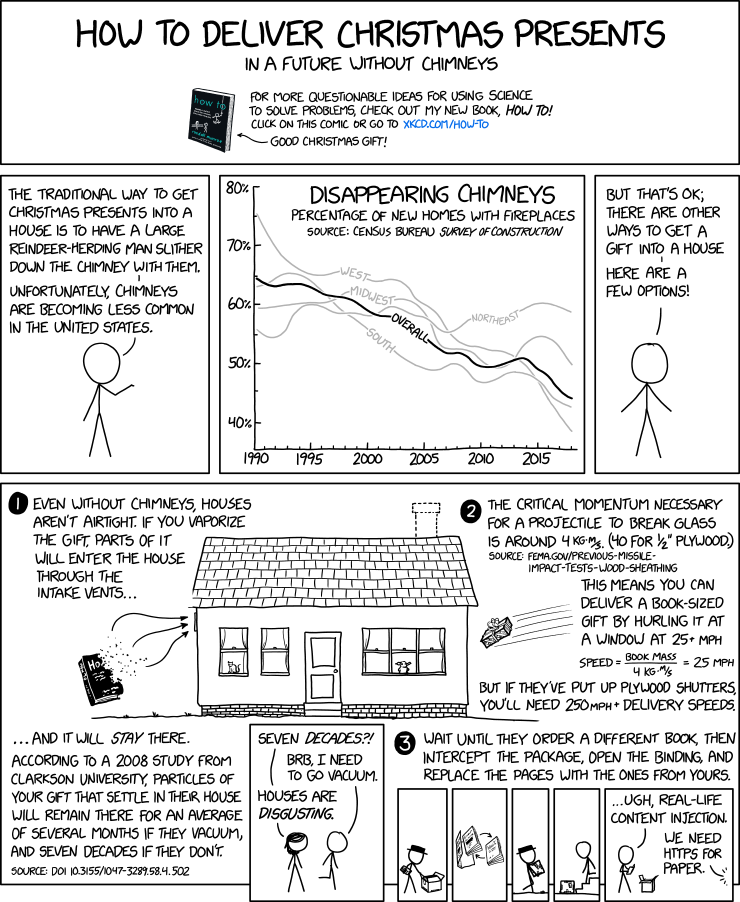 HOW TO DELIVER CHRISTMAS PRESENTS
IN A FUTURE WITHOUT CHIMNEYS
how to
FOR MORE QUESTIONABLE IDEAS FOR USING SCIENCE
TO SOLVE PROBLEMS, CHECK OUT MY NEW BOOK, HOW TO!
CLICK ON THIS COMIC OR GO TO XKCD.COM/HOW-TO
GOOD CHRISTMAS GIFT!
THE TRADITIONAL WAY TO GET
CHRISTMAS PRESENTS INTO A
HOUSE IS TO HAVE A LARGE
REINDEER-HERDING MAN SLITHER
DOWN THE CHIMNEY WITH THEM.
UNFORTUNATELY, CHIMNEYS
ARE BECOMING LESS COMMON
IN THE UNITED STATES.
DISAPPEARING CHIMNEYS
PERCENTAGE OF NEW HOMES WITH FIREPLACES
SOURCE: CENSUS BUREAU SURVEY OF CONSTRUCTION
80%
70%
60%
50%
40%
WEST
MIDWEST
OVERALL
SOUTH
NORTHEAST
1990
1995
2000
2005
2010
2015
BUT THAT'S OK;
THERE ARE OTHER
WAYS TO GET A
GIFT INTO A HOUSE
HERE ARE A
FEW OPTIONS!
1 EVEN WITHOUT CHIMNEYS, HOUSES
AREN'T AIRTIGHT. IF YOU VAPORIZE
THE GIFT, PARTS OF IT
WILL ENTER THE HOUSE
THROUGH THE
INTAKE VENTS...
HO
...AND IT WILL STAY THERE.
ACCORDING TO A 2008 STUDY FROM
CLARKSON UNIVERSITY, PARTICLES OF
YOUR GIFT THAT SETTLE IN THEIR HOUSE
WILL REMAIN THERE FOR AN AVERAGE
OF SEVERAL MONTHS IF THEY VACUUM,
AND SEVEN DECADES IF THEY DON'T.
SOURCE: DOI 10.3155/1047-3289.58.4.502
SEVEN DECADES?!
BRB, I NEED
TO GO VACUUM.
HOUSES ARE
DISGUSTING.
2 THE CRITICAL MOMENTUM NECESSARY
FOR A PROJECTILE TO BREAK GLASS
IS AROUND 4 KG·M/S. (40 FOR 1/2" PLYWOOD.)
SOURCE: FEMA.GOV/PREVIOUS-MISSILE-
IMPACT-TESTS-WOOD-SHEATHING
THIS MEANS YOU CAN
DELIVER A BOOK-SIZED
GIFT BY HURLING IT AT
A WINDOW AT 25+ MPH
SPEED = BOOK MASS / 4 KG·M/S = 25 MPH
BUT IF THEY'VE PUT UP PLYWOOD SHUTTERS,
YOU'LL NEED 250 MPH+ DELIVERY SPEEDS.
3 WAIT UNTIL THEY ORDER A DIFFERENT BOOK, THEN
INTERCEPT THE PACKAGE, OPEN THE BINDING, AND
REPLACE THE PAGES WITH THE ONES FROM YOURS.
...UGH, REAL-LIFE
CONTENT INJECTION.
WE NEED
HTTPS FOR
PAPER.